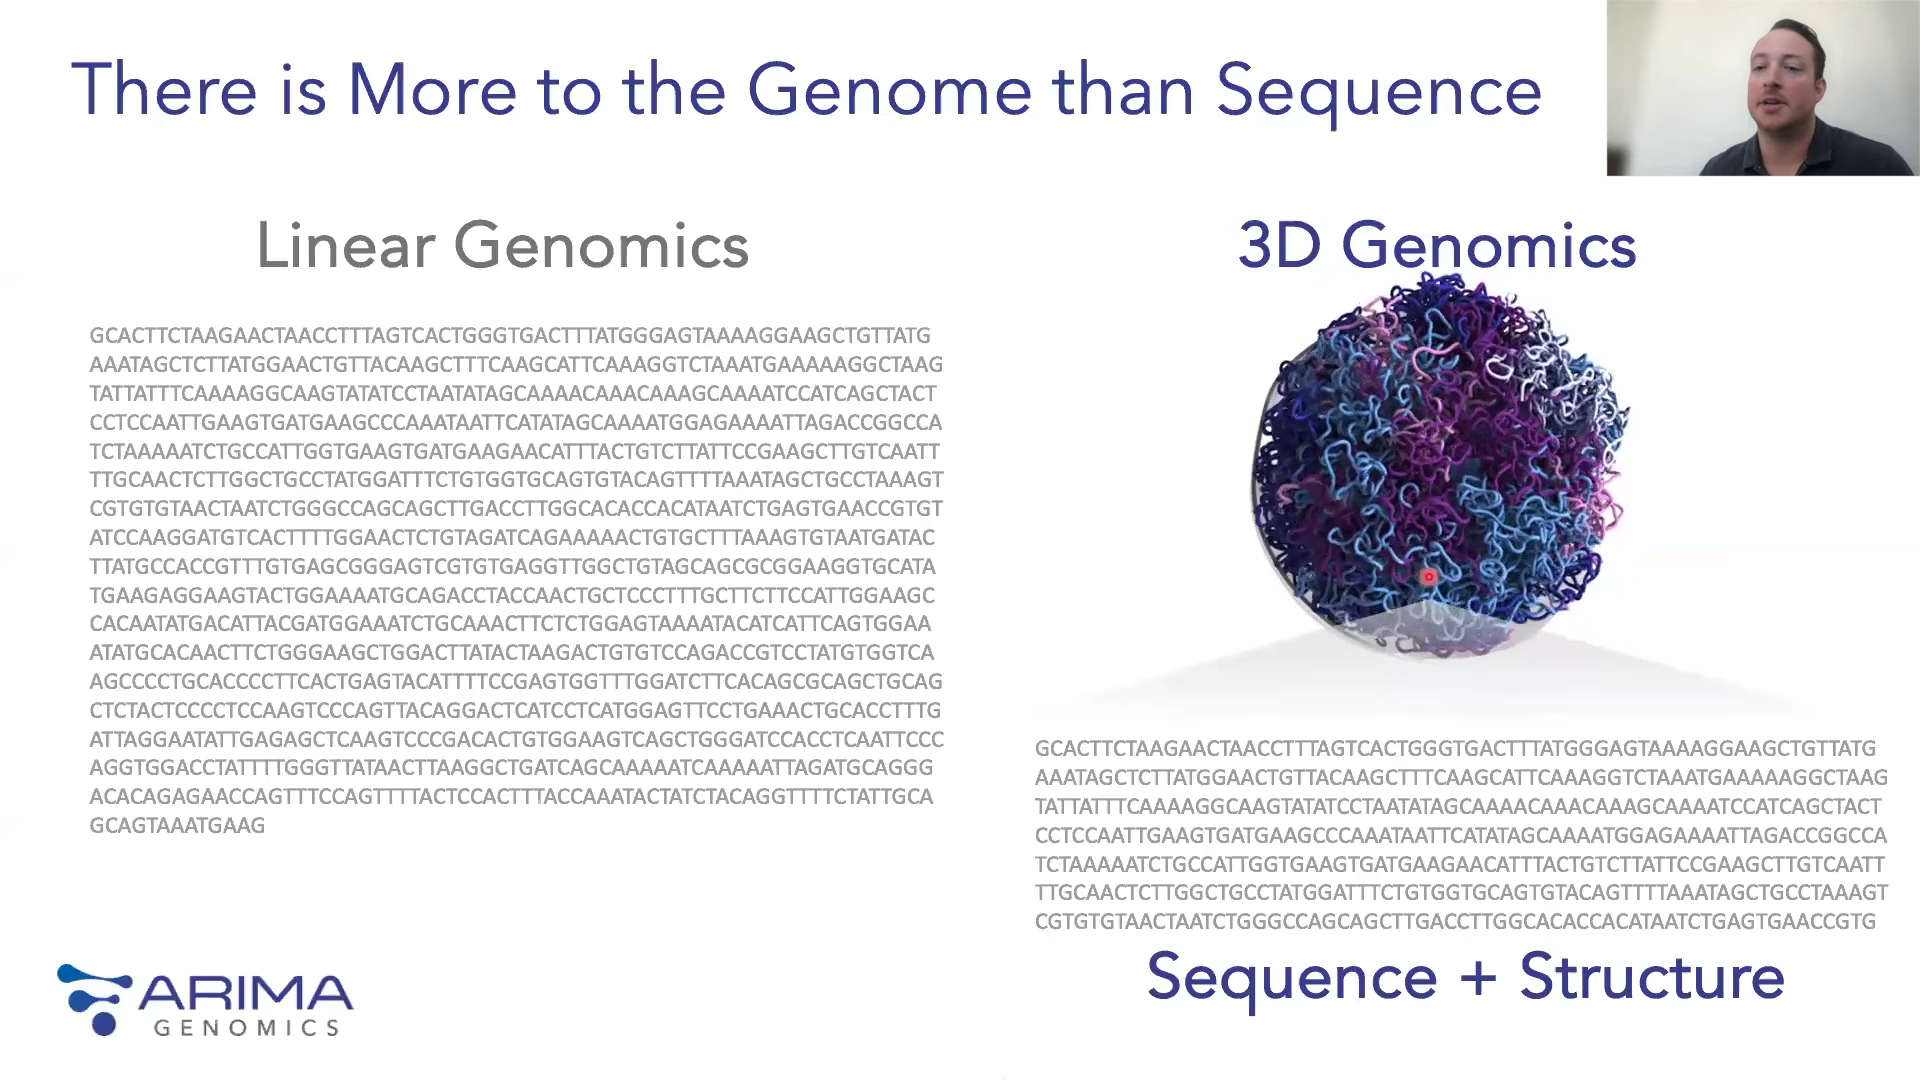 There is More to the Genome than Sequence
Linear Genomics
GCACTTCTAAGAACTAACCTTTAGTCACTGGGTGACTTTATGGGAGTAAAAGGAAGCTGTTATG
AAATAGCTCTTATGGAACTGTTACAAGCTTTCAAGCATTCAAAGGTCTAAATGAAAAAGGCTAAG
TATTATTTCAAAAGGCAAGTATATCCTAATATAGCAAAACAAACAAAGCAAAATCCATCAGCTACT
CCTCCAATTGAAGTGATGAAGCCCAAATAATTCATATAGCAAAATGGAGAAAATTAGACCGGCCA
TCTAAAAATCTGCCATTGGTGAAGTGATGAAGAACATTTACTGTCTTATTCCGAAGCTTGTCAATT
TTGCAACTCTTGGCTGCCTATGGATTTCTGTGGTGCAGTGTACAGTTTTAAATAGCTGCCTAAAGT
CGTGTGTAACTAATCTGGGCCAGCAGCTTGACCTTGGCACACCACATAATCTGAGTGAACCGTGT
ATCCAAGGATGTCACTTTTGGAACTCTGTAGATCAGAAAAACTGTGCTTTAAAGTGTAATGATAC
TTATGCCACCGTTTGTGAGCGGGAGTCGTGTGAGGTTGGCTGTAGCAGCGCGGAAGGTGCATA
TGAAGAGGAAGTACTGGAAAATGCAGACCTACCAACTGCTCCCTTTGCTTCTTCCATTGGAAGC
CACAATATGACATTACGATGGAAATCTGCAAACTTCTCTGGAGTAAAATACATCATTCAGTGGAA
ATATGCACAACTTCTGGGAAGCTGGACTTATACTAAGACTGTGTCCAGACCGTCCTATGTGGTCA
AGCCCCTGCACCCCTTCACTGAGTACATTTTCCGAGTGGTTTGGATCTTCACAGCGCAGCTGCAG
CTCTACTCCCCTCCAAGTCCCAGTTACAGGACTCATCCTCATGGAGTTCCTGAAACTGCACCTTTG
ATTAGGAATATTGAGAGCTCAAGTCCCGACACTGTGGAAGTCAGCTGGGATCCACCTCAATTCCC
AGGTGGACCTATTTTGGGTTATAACTTAAGGCTGATCAGCAAAAATCAAAAATTAGATGCAGGG
ACACAGAGAACCAGTTTCCAGTTTTACTCCACTTTACCAAATACTATCTACAGGTTTTCTATTGCA
GCAGTAAATGAAG
3D Genomics
GCACTTCTAAGAACTAACCTTTAGTCACTGGGTGACTTTATGGGAGTAAAAGGAAGCTGTTATG
AAATAGCTCTTATGGAACTGTTACAAGCTTTCAAGCATTCAAAGGTCTAAATGAAAAAGGCTAAG
TATTATTTCAAAAGGCAAGTATATCCTAATATAGCAAAACAAACAAAGCAAAATCCATCAGCTACT
CCTCCAATTGAAGTGATGAAGCCCAAATAATTCATATAGCAAAATGGAGAAAATTAGACCGGCCA
TCTAAAAATCTGCCATTGGTGAAGTGATGAAGAACATTTACTGTCTTATTCCGAAGCTTGTCAATT
TTGCAACTCTTGGCTGCCTATGGATTTCTGTGGTGCAGTGTACAGTTTTAAATAGCTGCCTAAAGT
CGTGTGTAACTAATCTGGGCCAGCAGCTTGACCTTGGCACACCACATAATCTGAGTGAACCGTG
Sequence + Structure
ARIMA
GENOMICS